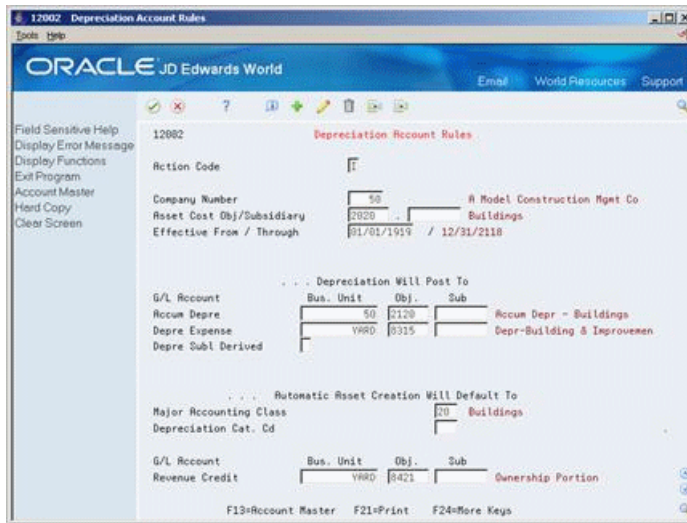 12002 Depreciation Account Rules
Tools Help
ORACLE JD Edwards World
Email World Resources Support
Field Sensitive Help
Display Error Message
Display Functions
Exit Program
Account Master
Hard Copy
Clear Screen
12002 Depreciation Account Rules
Action Code I
Company Number 50 A Model Construction Mgmt Co
Asset Cost Obj/Subsidiary 2020 . Buildings
Effective From / Through 01/01/1919 / 12/31/2118
. . . Depreciation Will Post To
G/L Account Bus. Unit Obj. Sub
Accum Depre 50 2120 Accum Depr - Buildings
Depre Expense YARD 8315 Depr-Building & Improvemen
Depre Subl Derived
. . . Automatic Asset Creation Will Default To
Major Accounting Class 20 Buildings
Depreciation Cat. Cd
G/L Account Bus. Unit Obj. Sub
Revenue Credit YARD 8421 Ownership Portion
F13=Account Master F21=Print F24=More Keys